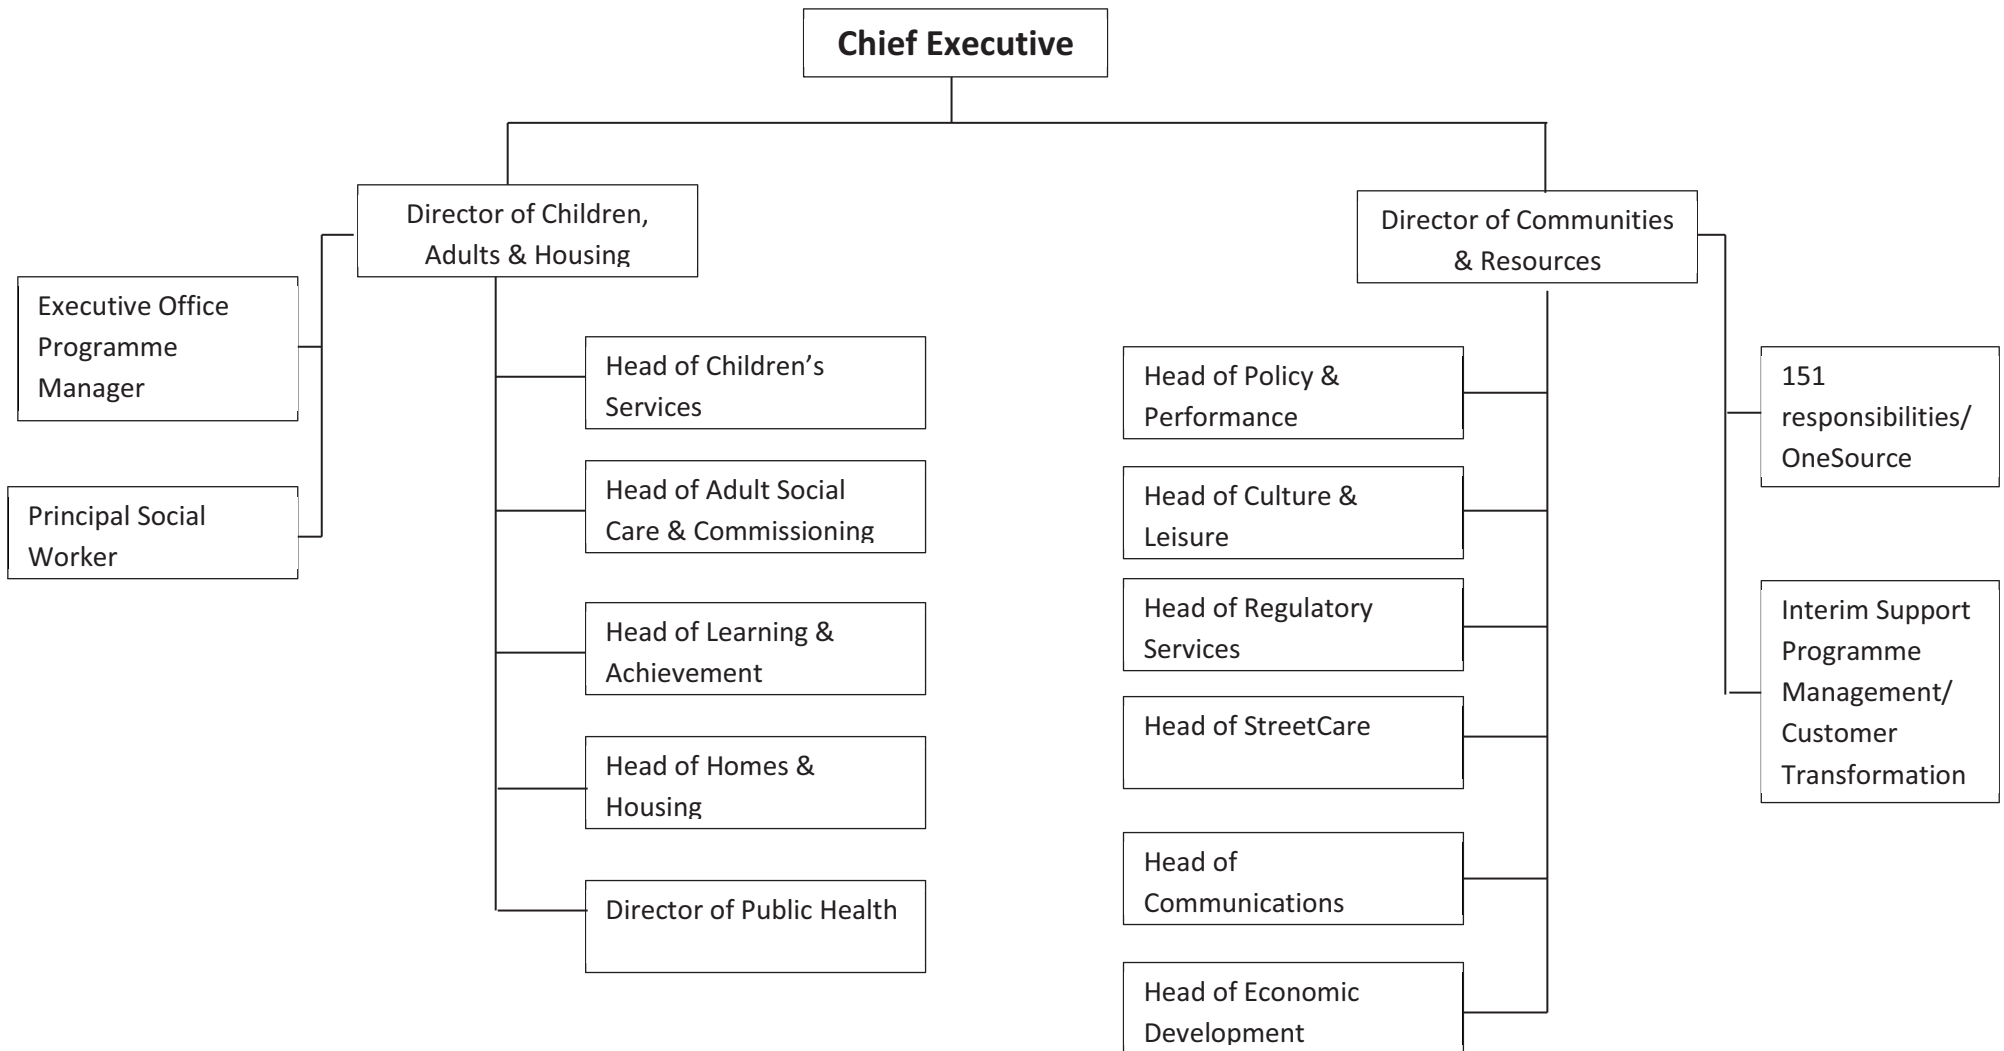 Chief Executive
Director of Children,
Adults & Housing
Director of Communities
& Resources
Executive Office
Programme
Manager
Principal Social
Worker
Head of Children’s
Services
Head of Adult Social
Care & Commissioning
Head of Learning &
Achievement
Head of Homes &
Housing
Director of Public Health
Head of Policy &
Performance
Head of Culture &
Leisure
Head of Regulatory
Services
Head of StreetCare
Head of
Communications
Head of Economic
Development
151
responsibilities/
OneSource
Interim Support
Programme
Management/
Customer
Transformation